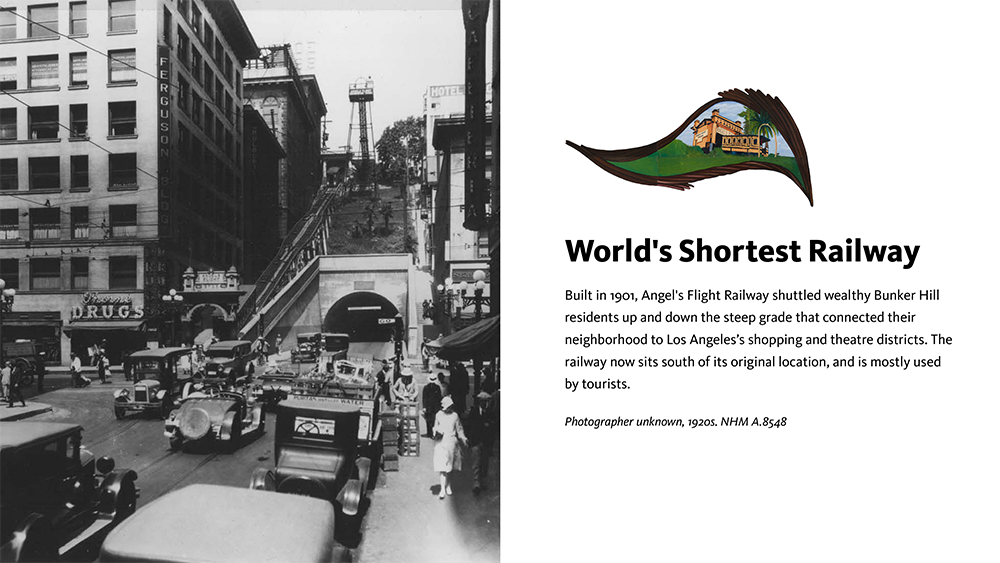 FERGUSON
HOTEL
Thrifty
DRUGS
World's Shortest Railway
Built in 1901, Angel's Flight Railway shuttled wealthy Bunker Hill
residents up and down the steep grade that connected their
neighborhood to Los Angeles's shopping and theatre districts. The
railway now sits south of its original location, and is mostly used
by tourists.
Photographer unknown, 1920s. NHM A.8548